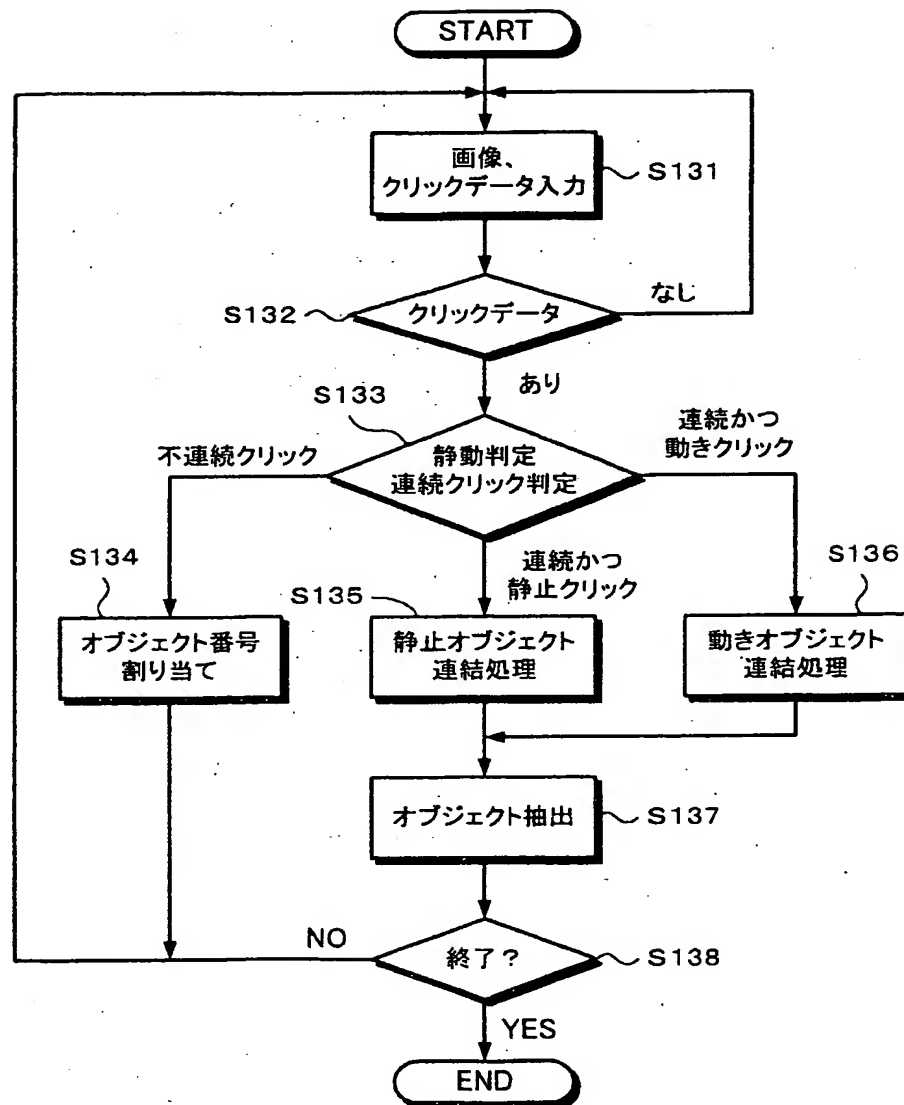 START
画像、
クリックデータ入力
S131
S132
クリックデータ
なし
あり
S133
不連続クリック
静動判定
連続クリック判定
連続かつ
動きクリック
S134
オブジェクト番号
割り当て
連続かつ
静止クリック
S135
静止オブジェクト
連結処理
S136
動きオブジェクト
連結処理
オブジェクト抽出
S137
NO
終了？
S138
YES
END